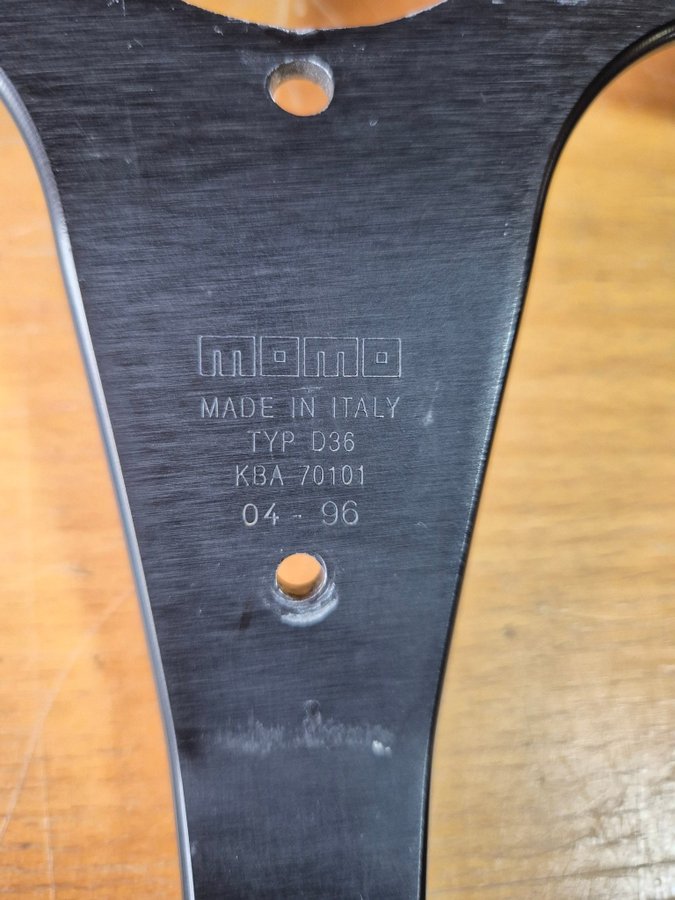 momo
MADE IN ITALY
TYP D36
KBA 70101
04 - 96